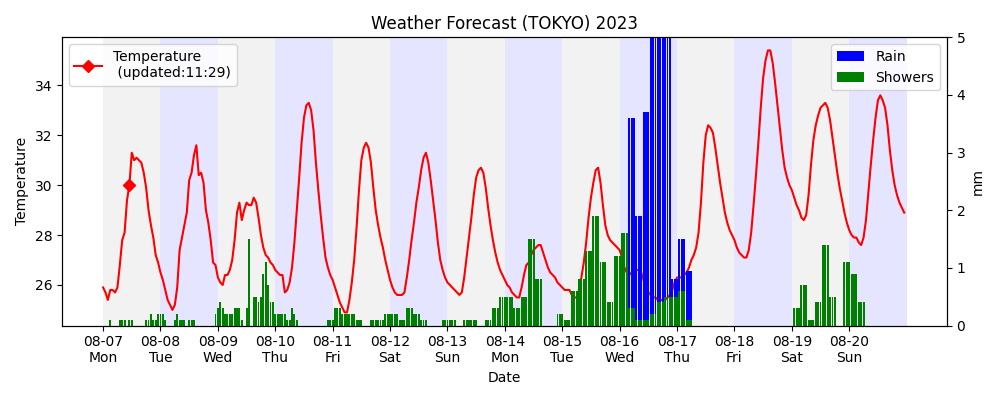 Weather Forecast (TOKYO) 2023
Temperature
(updated:11:29)
Rain
Showers
Temperature
34
32
30
28
26
5
4
3
2
1
0
mm
08-07 08-08 08-09 08-10 08-11 08-12 08-13 08-14 08-15 08-16 08-17 08-18 08-19 08-20
Mon Tue Wed Thu Fri Sat Sun Mon Tue Wed Thu Fri Sat Sun
Date